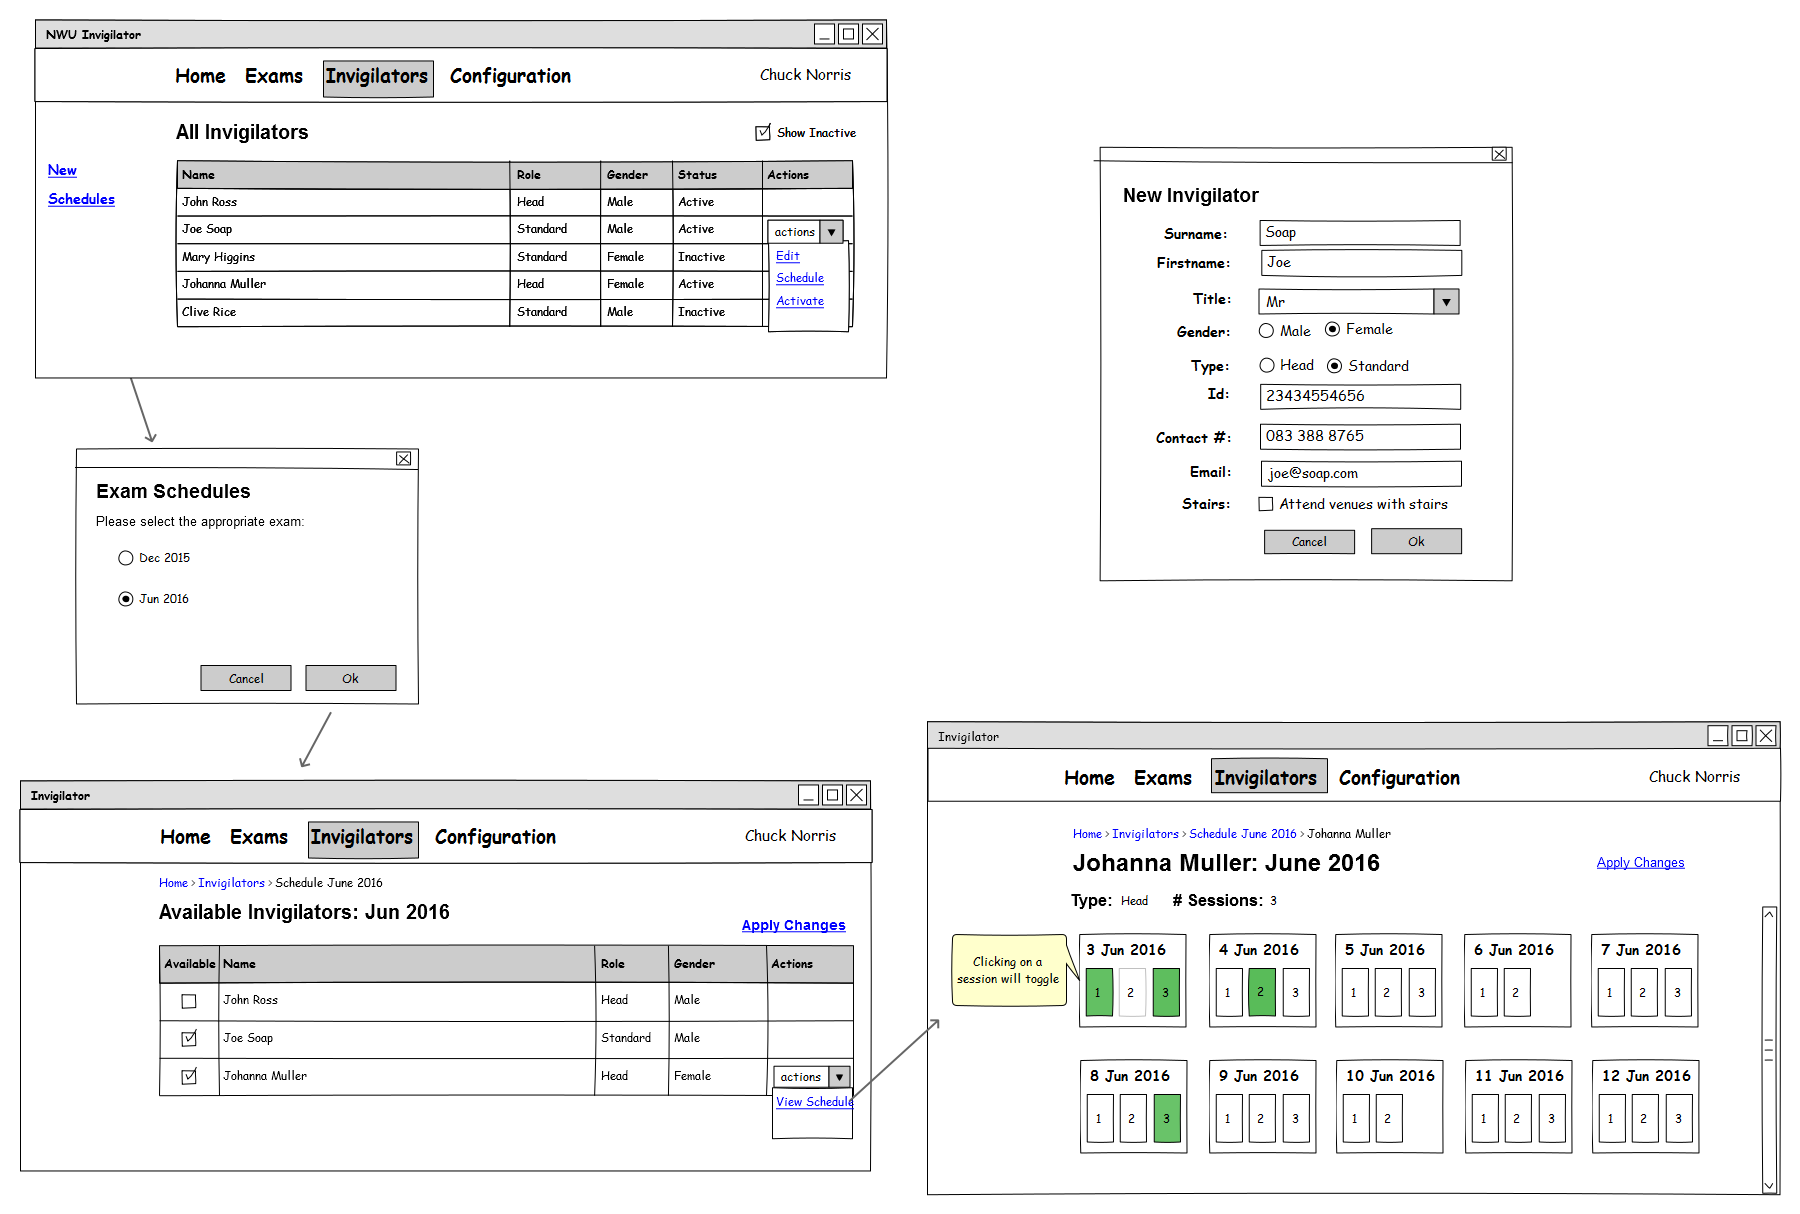 NWU Invigilator
Home Exams Invigilators Configuration Chuck Norris
All Invigilators
Show Inactive
New
Schedules
Name Role Gender Status Actions
John Ross Head Male Active
Joe Soap Standard Male Active actions
Mary Higgins Standard Female Inactive Edit
Johanna Muller Head Female Active Schedule
Clive Rice Standard Male Inactive Activate
New Invigilator
Surname: Soap
Firstname: Joe
Title: Mr
Gender: Male Female
Type: Head Standard
Id: 23434554656
Contact #: 083 388 8765
Email: joe@soap.com
Stairs: Attend venues with stairs
Cancel Ok
Exam Schedules
Please select the appropriate exam:
Dec 2015
Jun 2016
Cancel Ok
Invigilator
Home Exams Invigilators Configuration Chuck Norris
Home > Invigilators > Schedule June 2016
Available Invigilators: Jun 2016
Apply Changes
Available Name Role Gender Actions
John Ross Head Male
Joe Soap Standard Male
Johanna Muller Head Female actions
View Schedule
Invigilator
Home Exams Invigilators Configuration Chuck Norris
Home > Invigilators > Schedule June 2016 > Johanna Muller
Johanna Muller: June 2016
Apply Changes
Type: Head # Sessions: 3
Clicking on a
session will toggle
3 Jun 2016 4 Jun 2016 5 Jun 2016 6 Jun 2016 7 Jun 2016
1 2 3 1 2 3 1 2 3 1 2 1 2 3
8 Jun 2016 9 Jun 2016 10 Jun 2016 11 Jun 2016 12 Jun 2016
1 2 3 1 2 3 1 2 1 2 3 1 2 3